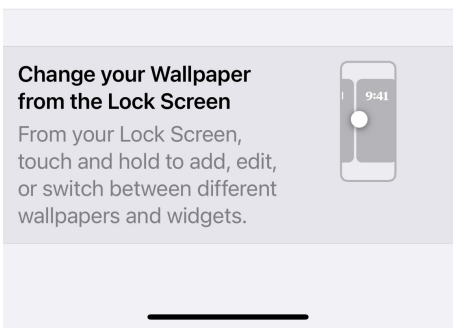 Change your Wallpaper
from the Lock Screen
From your Lock Screen,
touch and hold to add, edit,
or switch between different
wallpapers and widgets.
9:41